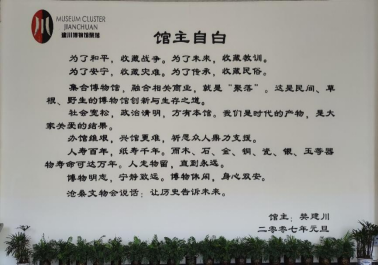 MUSEUM CLUSTER
JIANCHUAN
建川博物馆聚落
馆主自白
为了和平，收藏战争。为了未来，收藏教训。
为了安宁，收藏灾难。为了传承，收藏民俗。
集合博物馆，融合相关商业，就是“聚落”。这是民间、草
根、野生的博物馆创新与生存之道。
社会宽松，政治清明，方有本馆。我们是时代的产物，是大
家关爱的结果。
办馆维艰，兴馆更难，祈愿众人鼎力支援。
人寿百年，纸寿千年。而木、石、金、铜、瓷、银、玉等器
物寿命可达万年。人走物留，直到永远。
博物明志，宁静致远。博物休闲，身心双安。
沧县文物会说话：让历史告诉未来。
馆主：樊建川
二零零七年元旦